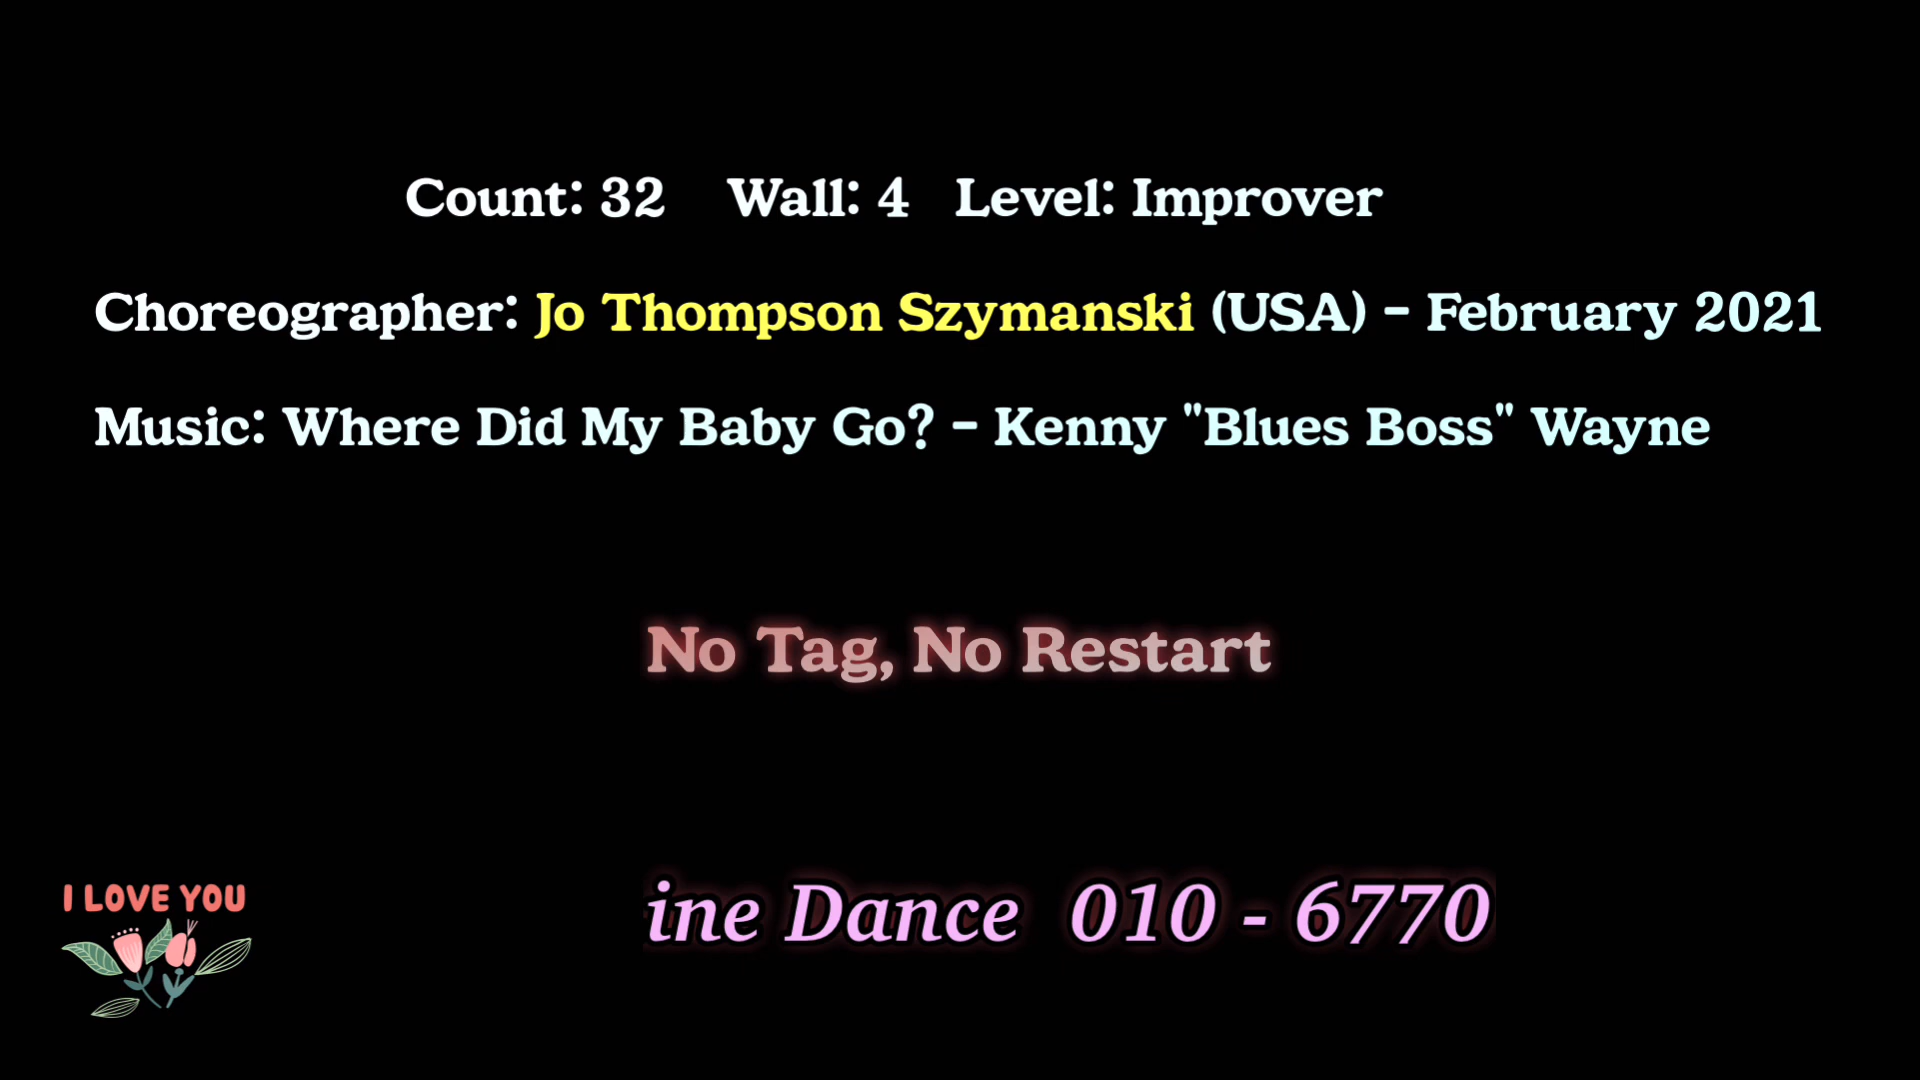 Count: 32 Wall: 4 Level: Improver
Choreographer: Jo Thompson Szymanski (USA) - February 2021
Music: Where Did My Baby Go? - Kenny "Blues Boss" Wayne
No Tag, No Restart
ine Dance 010 - 6770
I LOVE YOU